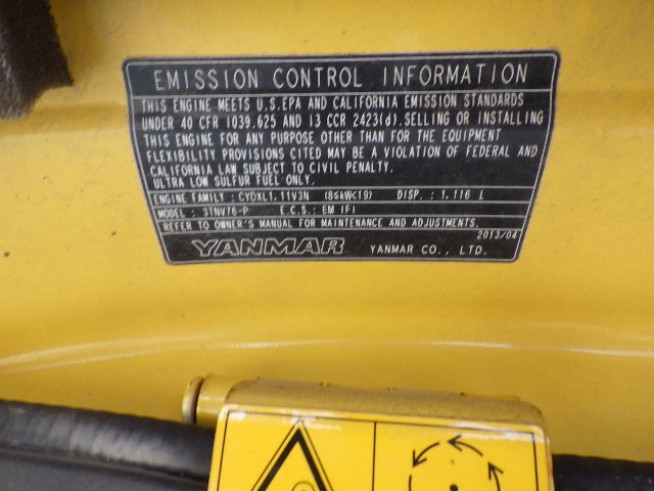 EMISSION CONTROL INFORMATION
THIS ENGINE MEETS U.S.EPA AND CALIFORNIA EMISSION STANDARDS
UNDER 40 CFR 1039.625 AND 13 CCR 2423(d).SELLING OR INSTALLING
THIS ENGINE FOR ANY PURPOSE OTHER THAN FOR THE EQUIPMENT
FLEXIBILITY PROVISIONS CITED MAY BE A VIOLATION OF FEDERAL AND
CALIFORNIA LAW SUBJECT TO CIVIL PENALTY.
ULTRA LOW SULFUR FUEL ONLY.
ENGINE FAMILY : CYDXL1.11V3N (8≤kW<19) DISP. : 1.116 L
MODEL : 3TNV76-P E.C.S. : EM IFI
REFER TO OWNER'S MANUAL FOR MAINTENANCE AND ADJUSTMENTS.
2013/04
YANMAR YANMAR CO., LTD.